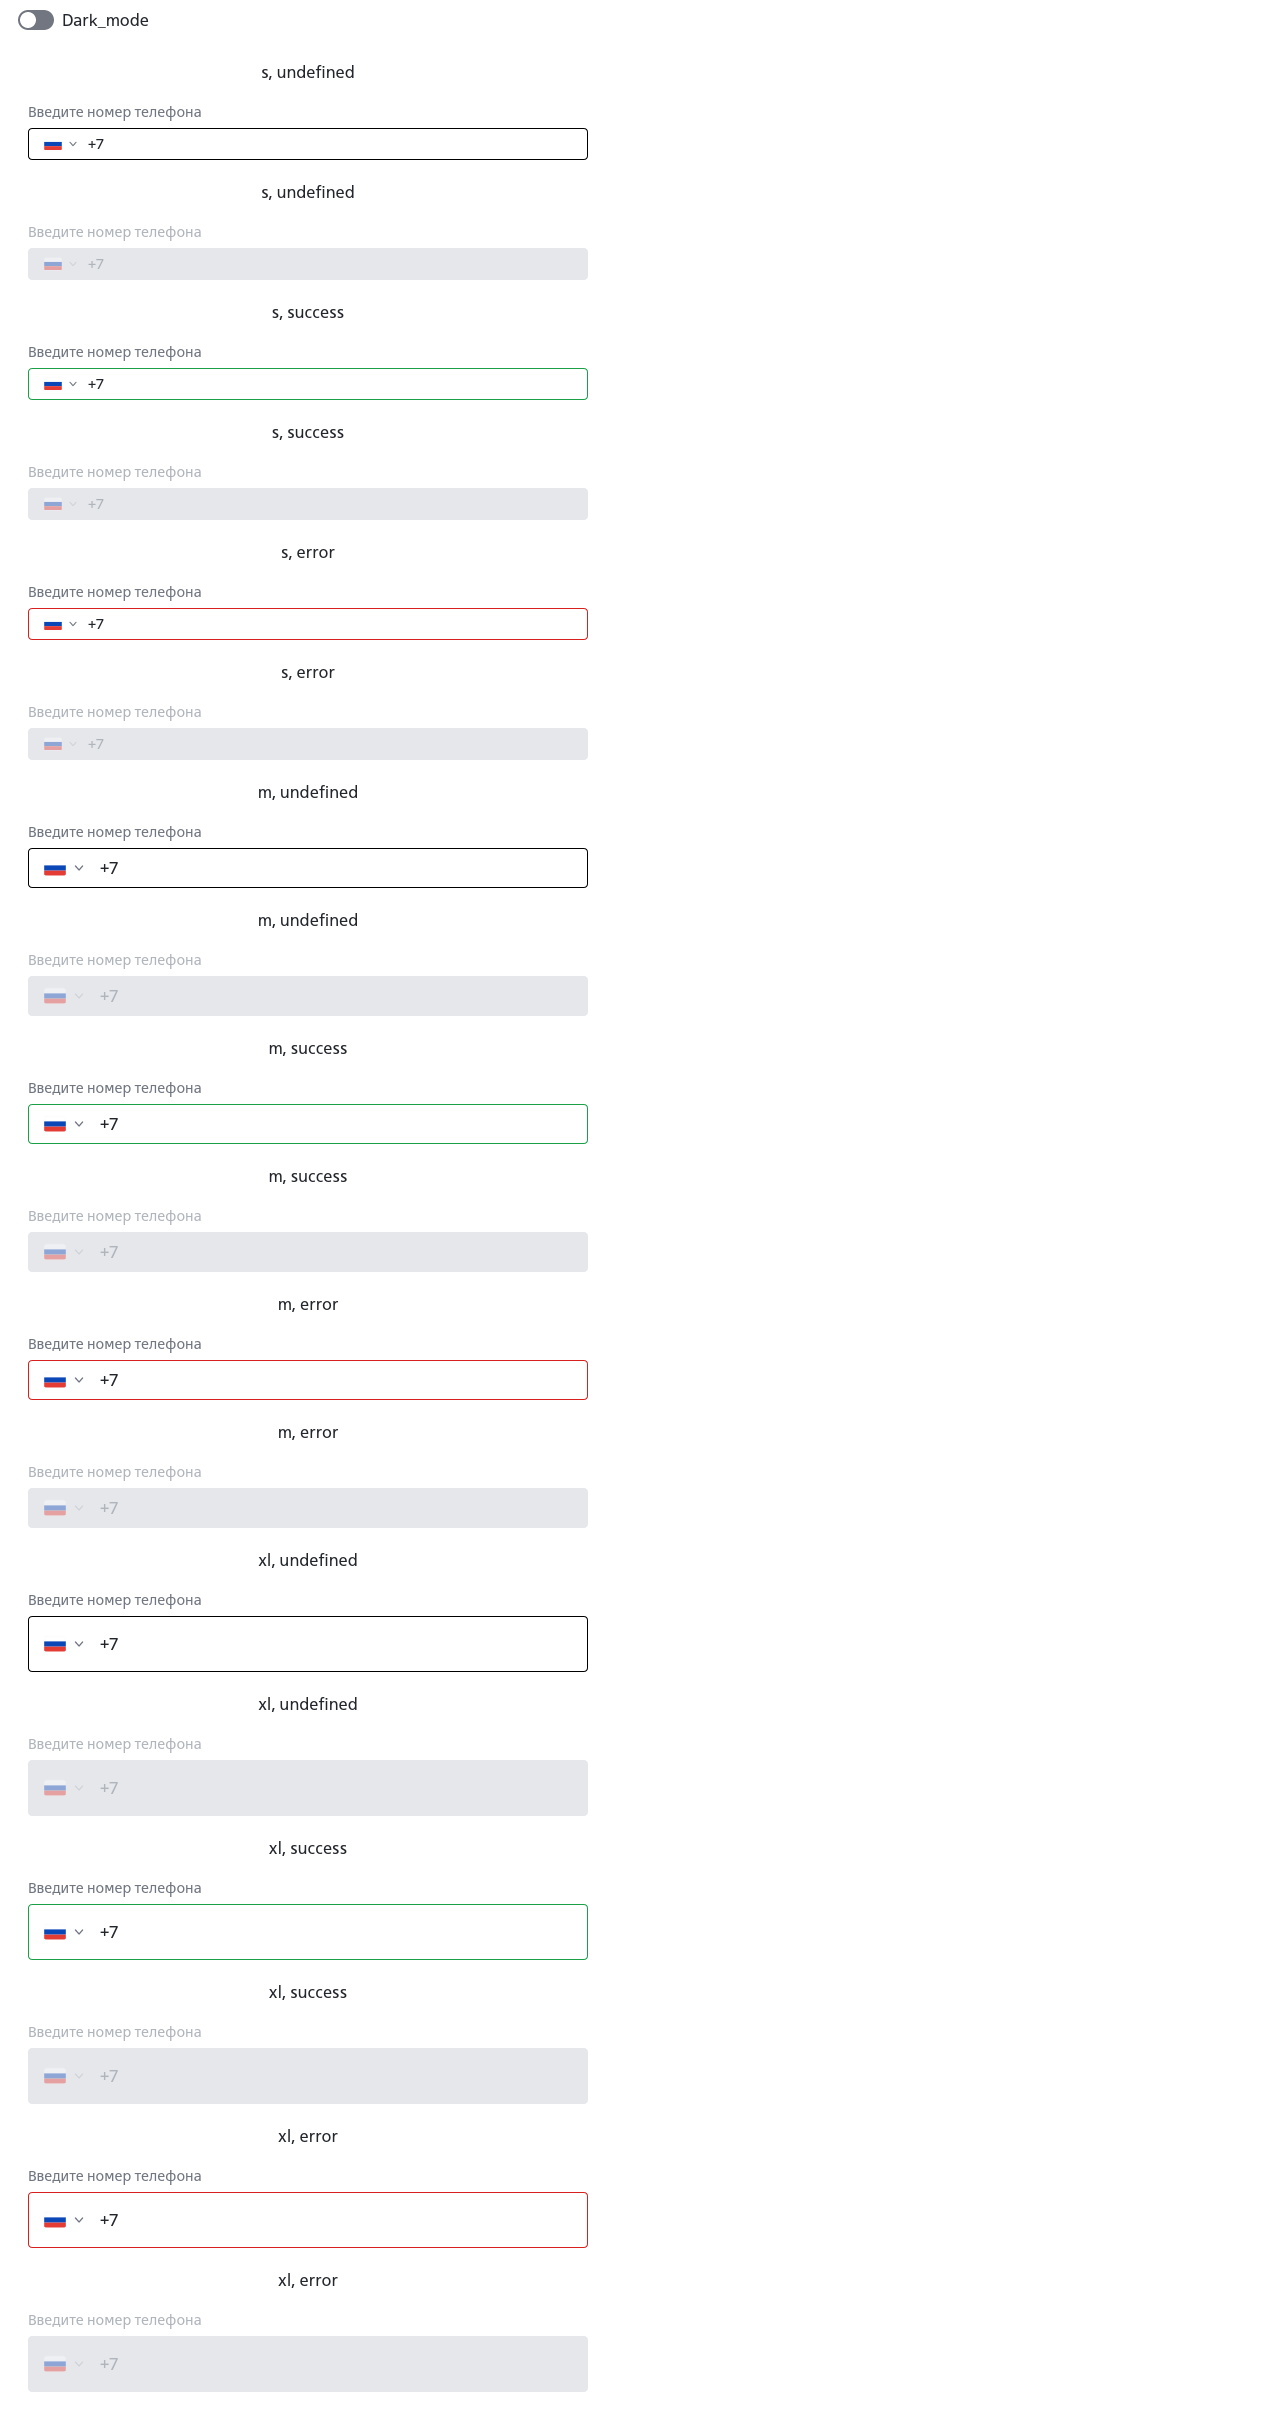 Dark_mode
s, undefined
Введите номер телефона
+7
s, undefined
Введите номер телефона
+7
s, success
Введите номер телефона
+7
s, success
Введите номер телефона
+7
s, error
Введите номер телефона
+7
s, error
Введите номер телефона
+7
m, undefined
Введите номер телефона
+7
m, undefined
Введите номер телефона
+7
m, success
Введите номер телефона
+7
m, success
Введите номер телефона
+7
m, error
Введите номер телефона
+7
m, error
Введите номер телефона
+7
xl, undefined
Введите номер телефона
+7
xl, undefined
Введите номер телефона
+7
xl, success
Введите номер телефона
+7
xl, success
Введите номер телефона
+7
xl, error
Введите номер телефона
+7
xl, error
Введите номер телефона
+7